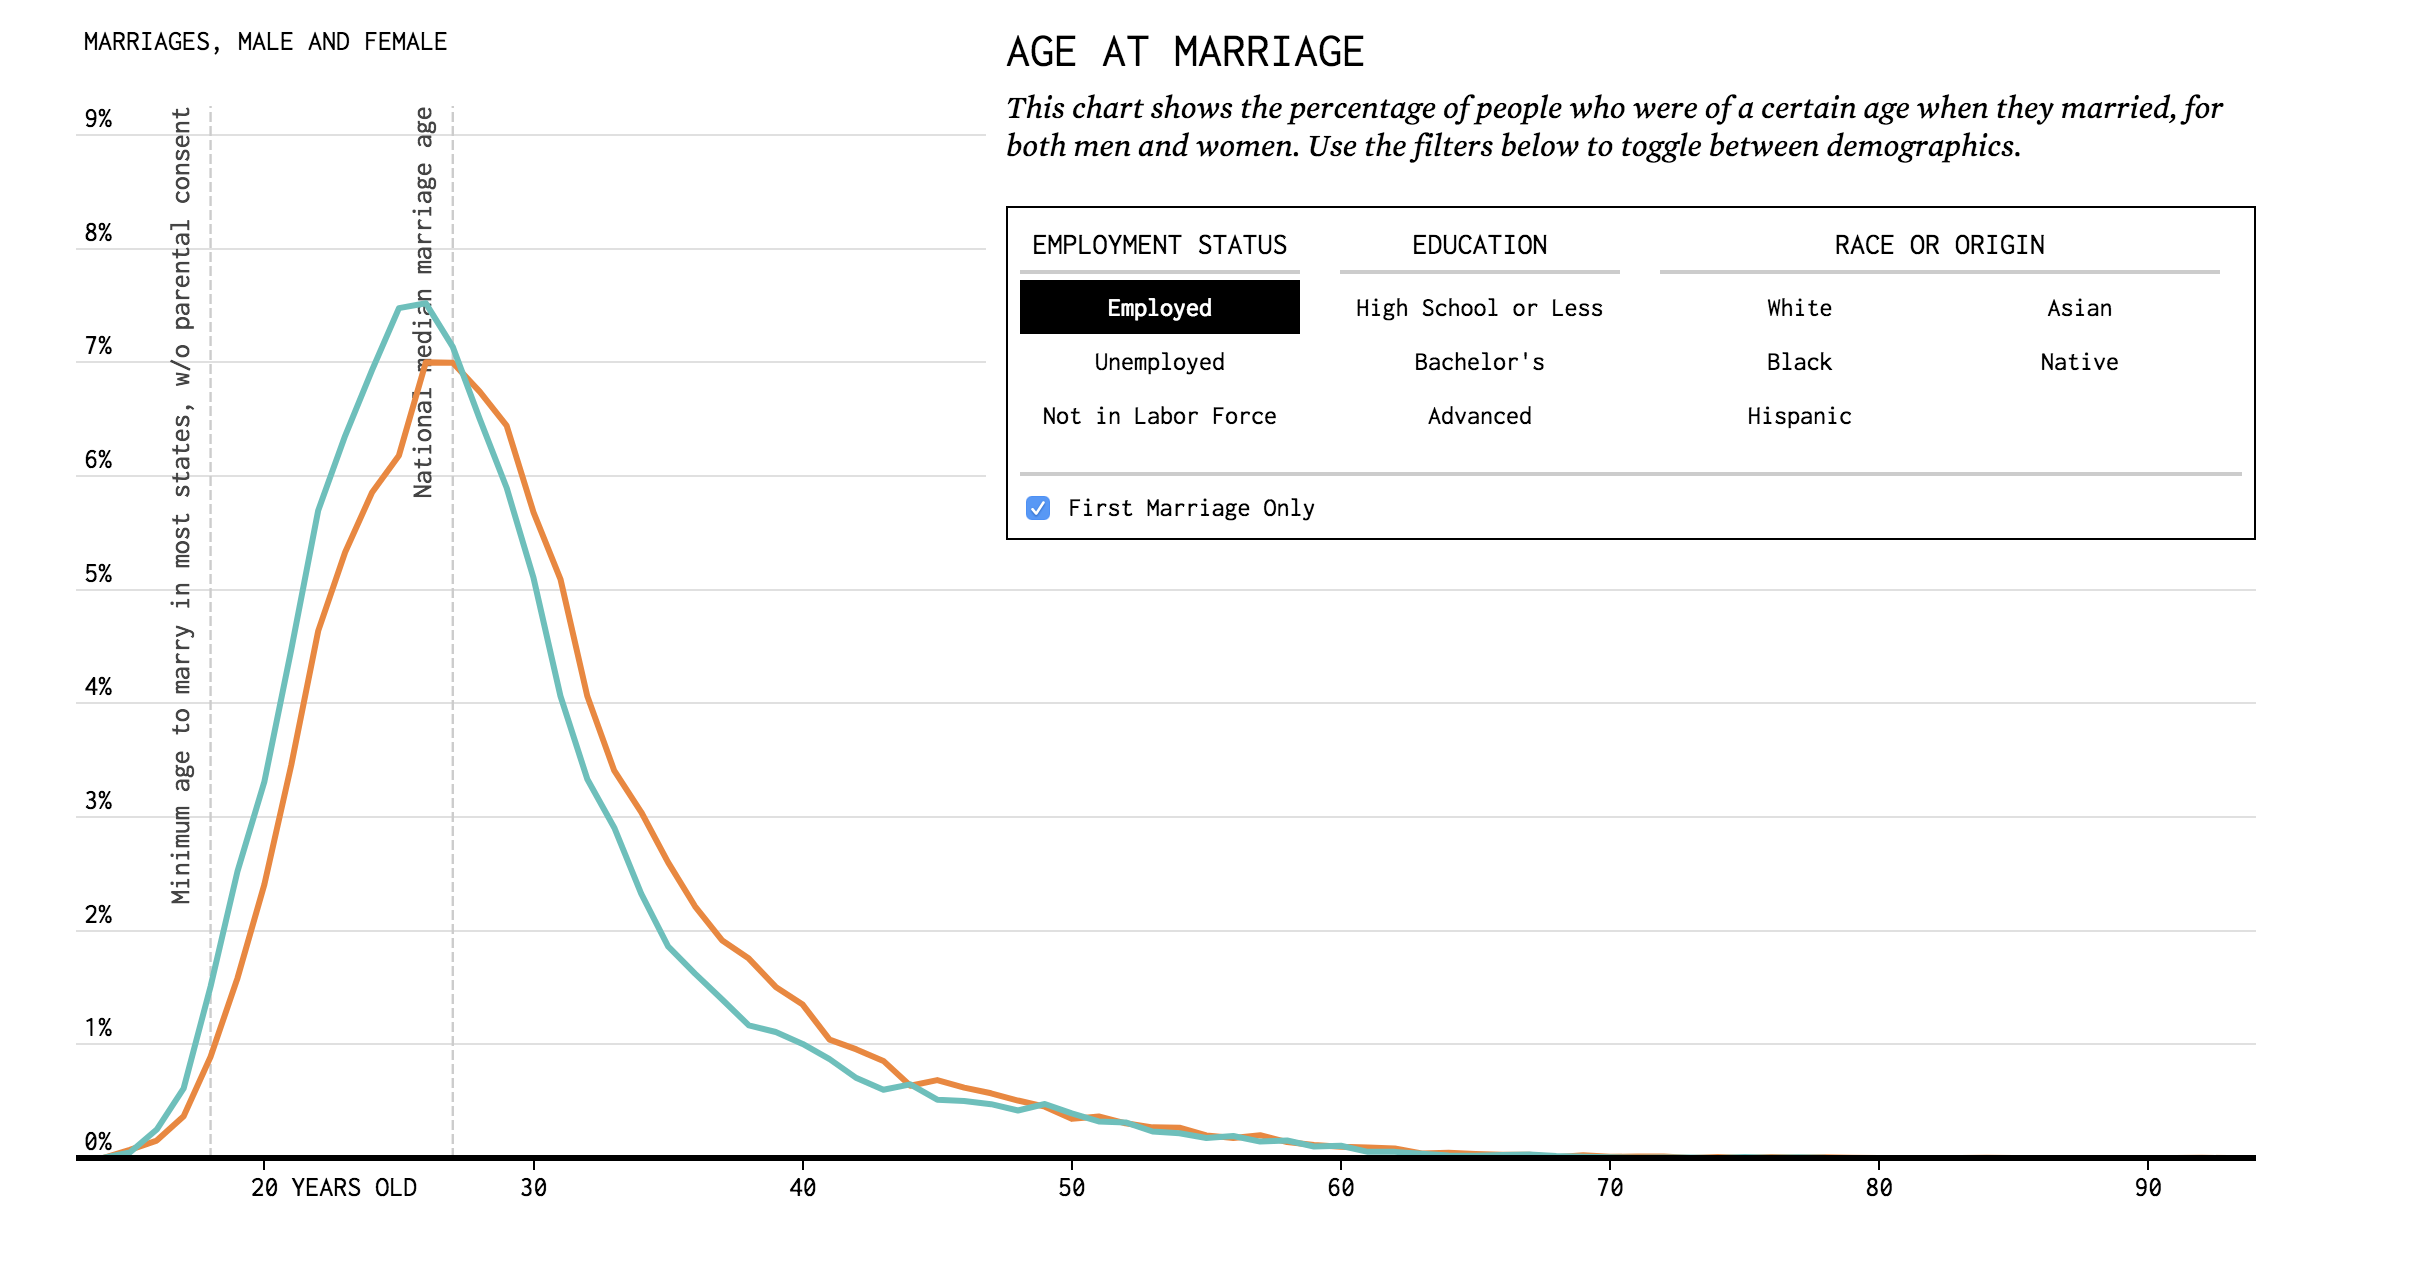 MARRIAGES, MALE AND FEMALE
AGE AT MARRIAGE
This chart shows the percentage of people who were of a certain age when they married, for
both men and women. Use the filters below to toggle between demographics.
EMPLOYMENT STATUS
Employed
Unemployed
Not in Labor Force
EDUCATION
High School or Less
Bachelor's
Advanced
RACE OR ORIGIN
White
Asian
Black
Native
Hispanic
First Marriage Only
9%
8%
7%
6%
5%
4%
3%
2%
1%
0%
Minimum age to marry in most states, w/o parental consent
National median marriage age
20 YEARS OLD
30
40
50
60
70
80
90